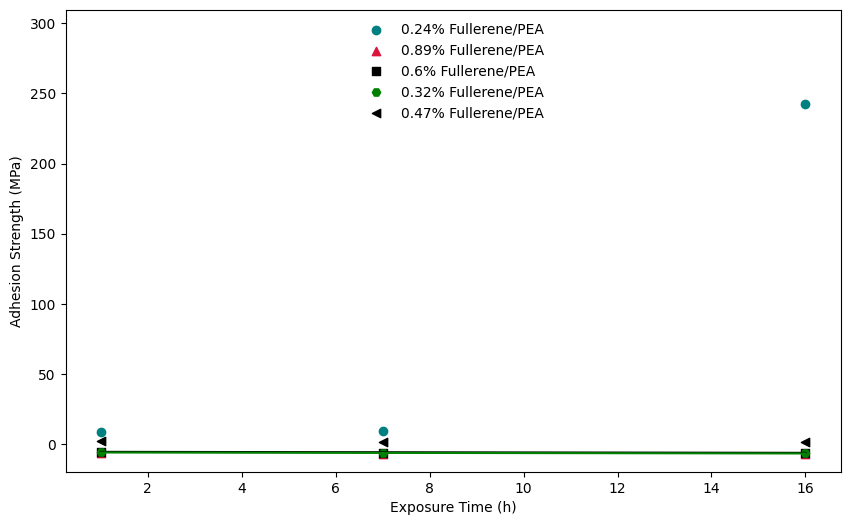 300
250
200
150
100
50
0
Adhesion Strength (MPa)
0.24% Fullerene/PEA
0.89% Fullerene/PEA
0.6% Fullerene/PEA
0.32% Fullerene/PEA
0.47% Fullerene/PEA
2 4 6 8 10 12 14 16
Exposure Time (h)